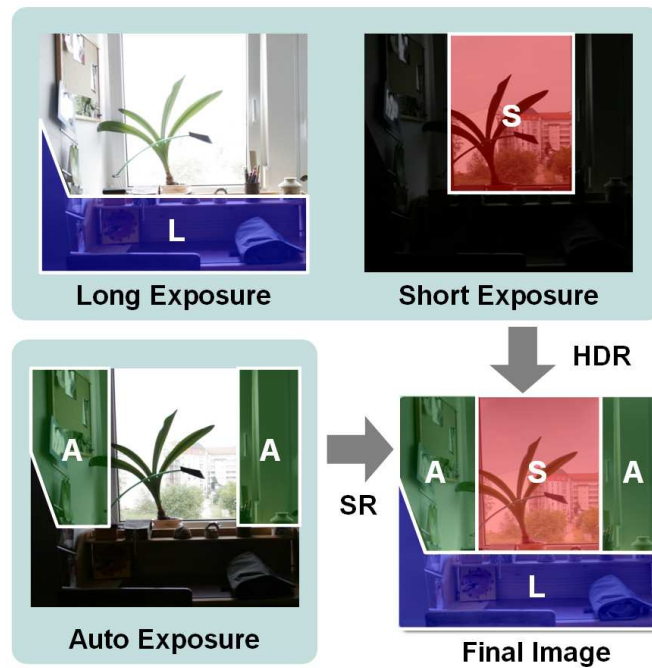 S
L
Long Exposure
Short Exposure
HDR
A
A
SR
A
S
A
L
Auto Exposure
Final Image